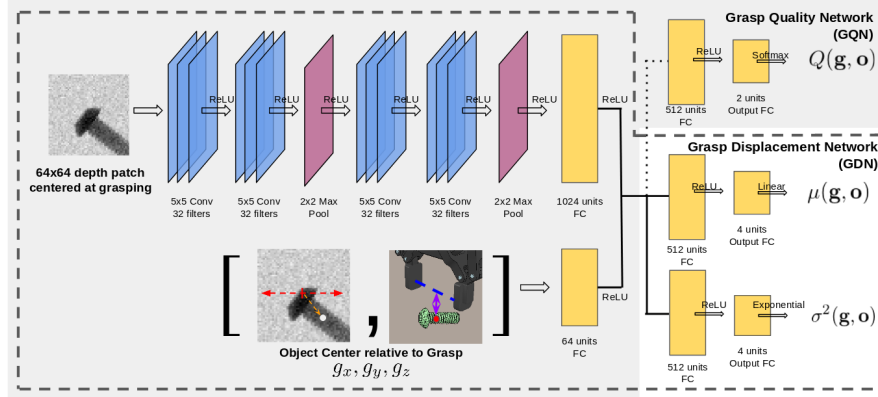 Grasp Quality Network
(GQN)
ReLU
Softmax
Q(g, o)
512 units
FC
2 units
Output FC
ReLU
ReLU
ReLU
ReLU
ReLU
ReLU
ReLU
64x64 depth patch
centered at grasping
5x5 Conv
32 filters
5x5 Conv
32 filters
2x2 Max
Pool
5x5 Conv
32 filters
5x5 Conv
32 filters
2x2 Max
Pool
1024 units
FC
Grasp Displacement Network
(GDN)
ReLU
Linear
μ(g, o)
512 units
FC
4 units
Output FC
[ , ]
ReLU
64 units
FC
Object Center relative to Grasp
g_x, g_y, g_z
ReLU
Exponential
σ²(g, o)
512 units
FC
4 units
Output FC